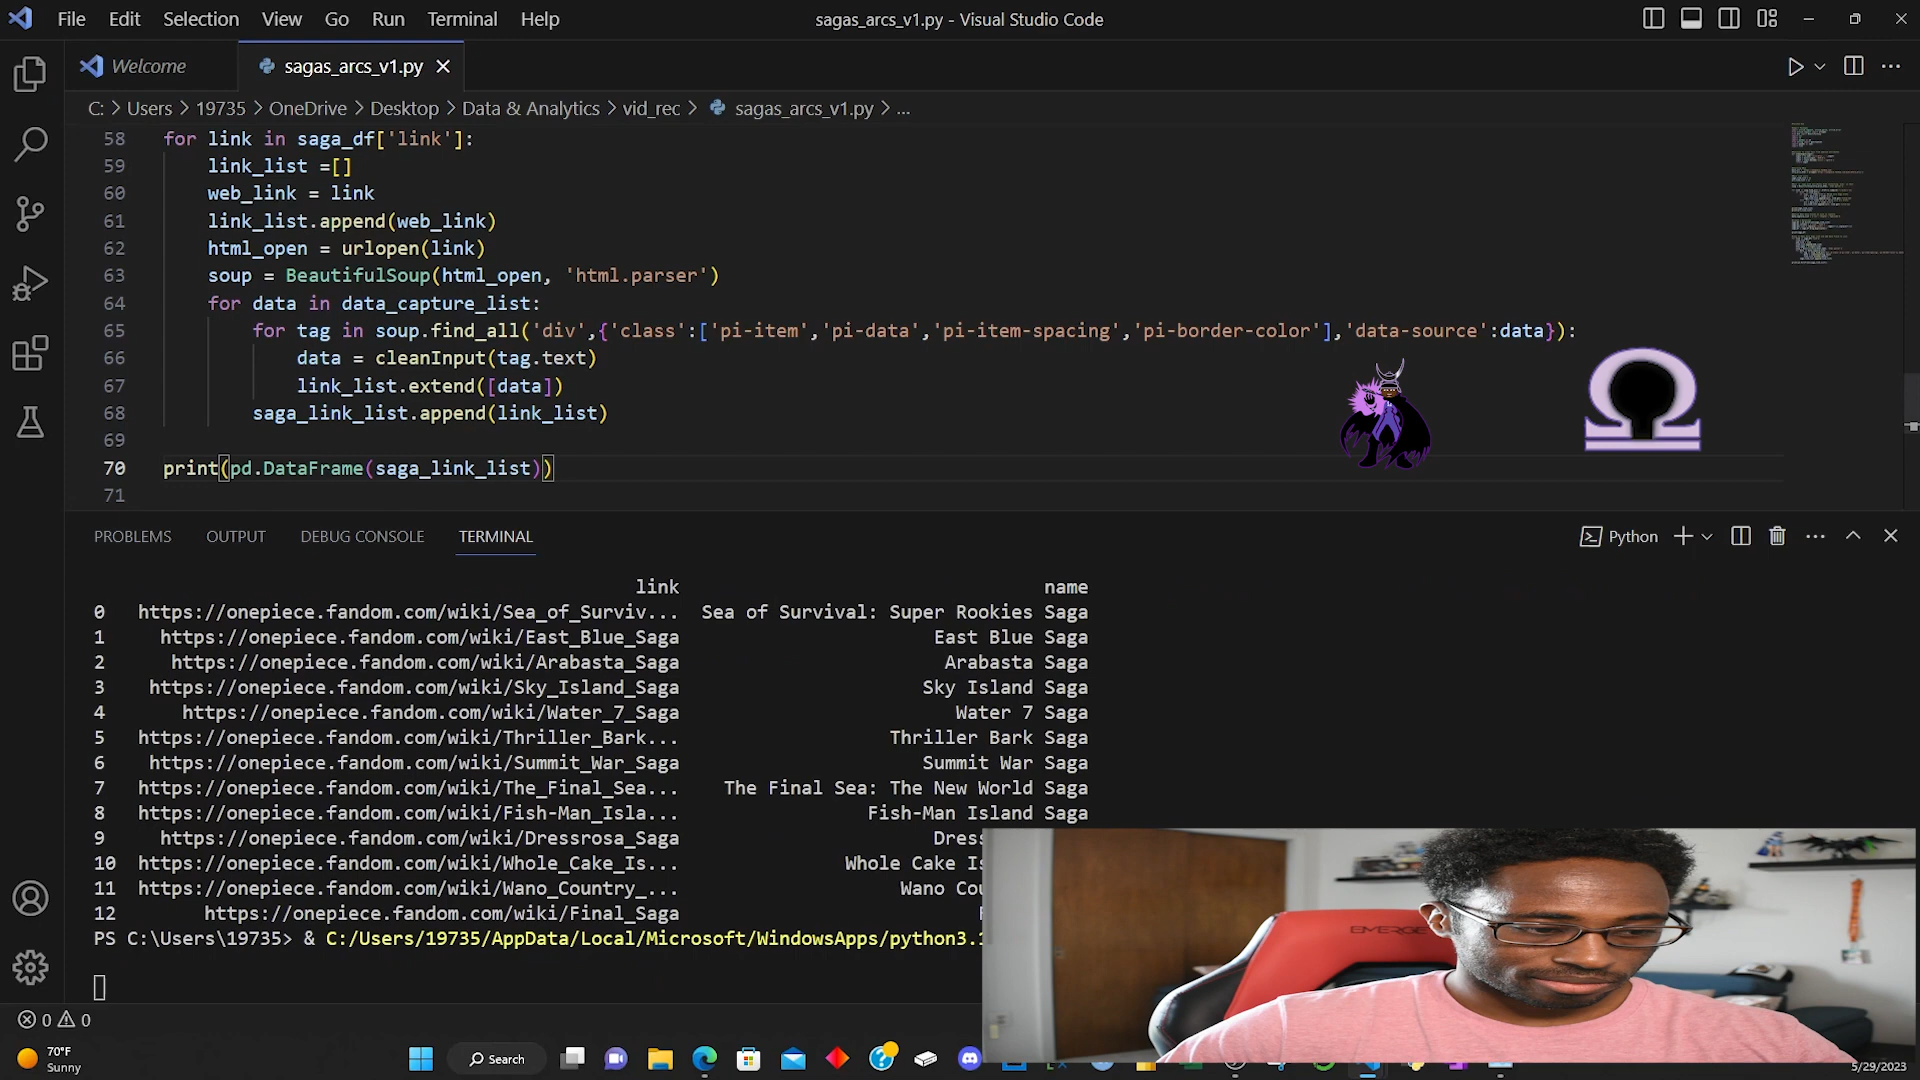 File Edit Selection View Go Run Terminal Help
sagas_arcs_v1.py - Visual Studio Code
Welcome
sagas_arcs_v1.py
C: > Users > 19735 > OneDrive > Desktop > Data & Analytics > vid_rec > sagas_arcs_v1.py > ...
58 for link in saga_df['link']:
59 link_list =[]
60 web_link = link
61 link_list.append(web_link)
62 html_open = urlopen(link)
63 soup = BeautifulSoup(html_open, 'html.parser')
64 for data in data_capture_list:
65 for tag in soup.find_all('div',{'class':['pi-item','pi-data','pi-item-spacing','pi-border-color'],'data-source':data}):
66 data = cleanInput(tag.text)
67 link_list.extend([data])
68 saga_link_list.append(link_list)
69
70 print(pd.DataFrame(saga_link_list))
71
PROBLEMS OUTPUT DEBUG CONSOLE TERMINAL
Python
link name
0 https://onepiece.fandom.com/wiki/Sea_of_Surviv... Sea of Survival: Super Rookies Saga
1 https://onepiece.fandom.com/wiki/East_Blue_Saga East Blue Saga
2 https://onepiece.fandom.com/wiki/Arabasta_Saga Arabasta Saga
3 https://onepiece.fandom.com/wiki/Sky_Island_Saga Sky Island Saga
4 https://onepiece.fandom.com/wiki/Water_7_Saga Water 7 Saga
5 https://onepiece.fandom.com/wiki/Thriller_Bark... Thriller Bark Saga
6 https://onepiece.fandom.com/wiki/Summit_War_Saga Summit War Saga
7 https://onepiece.fandom.com/wiki/The_Final_Sea... The Final Sea: The New World Saga
8 https://onepiece.fandom.com/wiki/Fish-Man_Isla... Fish-Man Island Saga
9 https://onepiece.fandom.com/wiki/Dressrosa_Saga Dress
10 https://onepiece.fandom.com/wiki/Whole_Cake_Is... Whole Cake Is
11 https://onepiece.fandom.com/wiki/Wano_Country_... Wano Cou
12 https://onepiece.fandom.com/wiki/Final_Saga
PS C:\Users\19735> & C:/Users/19735/AppData/Local/Microsoft/WindowsApps/python3.1
EMERGE
0 0
70°F
Sunny
Search
5/29/2023